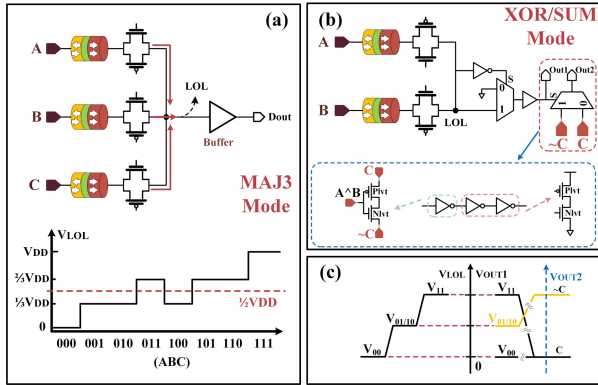 (a)
A
B
C
LOL
Buffer
Dout
MAJ3
Mode
VLOL
VDD
⅔VDD
⅓VDD
0
½VDD
000 001 010 011 100 101 110 111
(ABC)
(b)
XOR/SUM
Mode
A
B
LOL
S
0
1
Out1
Out2
S
1
0
~C
C
C
A^B
Plvt
Nlvt
~C
Plvt
Nlvt
(c)
VLOL
VOUT1
VOUT2
V11
V01/10
V00
V11
V01/10
V00
~C
C
0